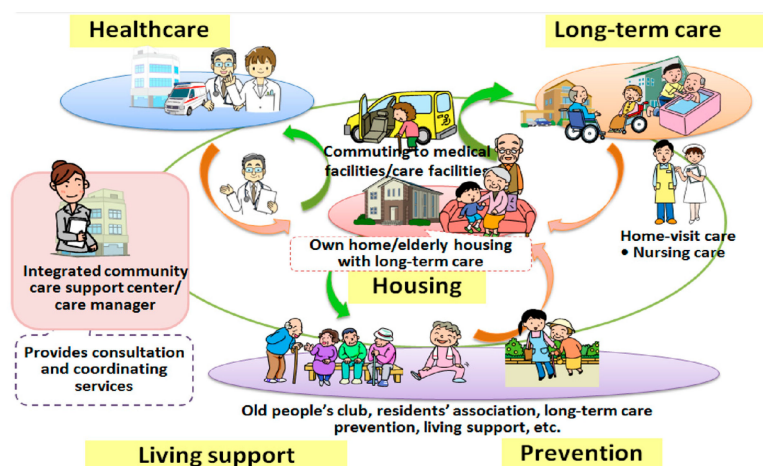 Healthcare
Long-term care
Commuting to medical
facilities/care facilities
Integrated community
care support center/
care manager
Provides consultation
and coordinating
services
Own home/elderly housing
with long-term care
Housing
Home-visit care
• Nursing care
Old people's club, residents' association, long-term care
prevention, living support, etc.
Living support
Prevention